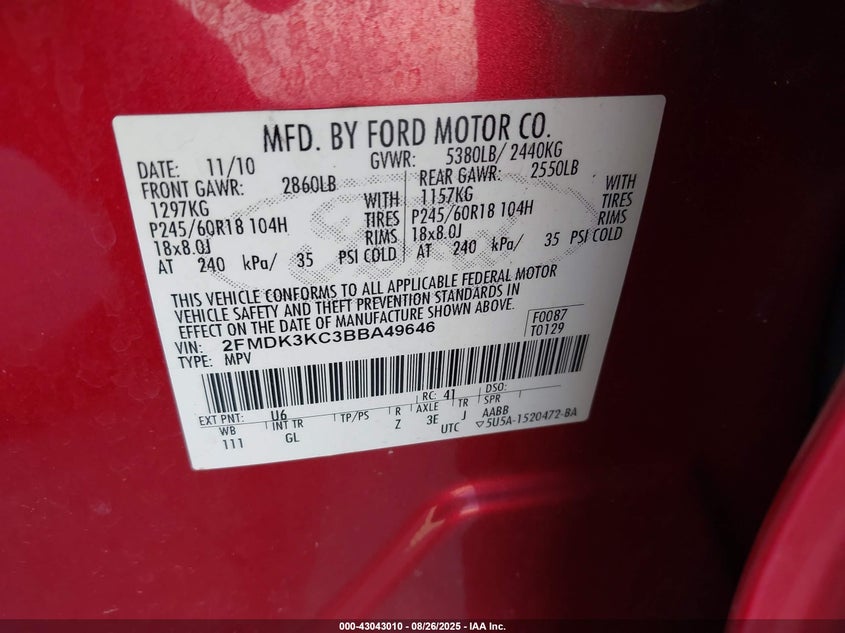 MFD. BY FORD MOTOR CO.
DATE: 11/10 GVWR: 5380LB/ 2440KG
FRONT GAWR: 2860LB REAR GAWR: 2550LB
1297KG WITH 1157KG WITH
P245/60R18 104H TIRES P245/60R18 104H TIRES
18x8.0J RIMS 18x8.0J RIMS
AT 240 kPa/ 35 PSI COLD AT 240 kPa/ 35 PSI COLD
THIS VEHICLE CONFORMS TO ALL APPLICABLE FEDERAL MOTOR
VEHICLE SAFETY AND THEFT PREVENTION STANDARDS IN
EFFECT ON THE DATE OF MANUFACTURE SHOWN ABOVE.
VIN: 2FMDK3KC3BBA49646 F0087
TYPE: MPV T0129
EXT PNT: U6 RC: 41 DSO:
WB INT TR TP/PS R AXLE TR SPR
111 GL Z 3E J AABB
UTC ▽5U5A-1520472-BA
000-43043010 - 08/26/2025 - IAA Inc.